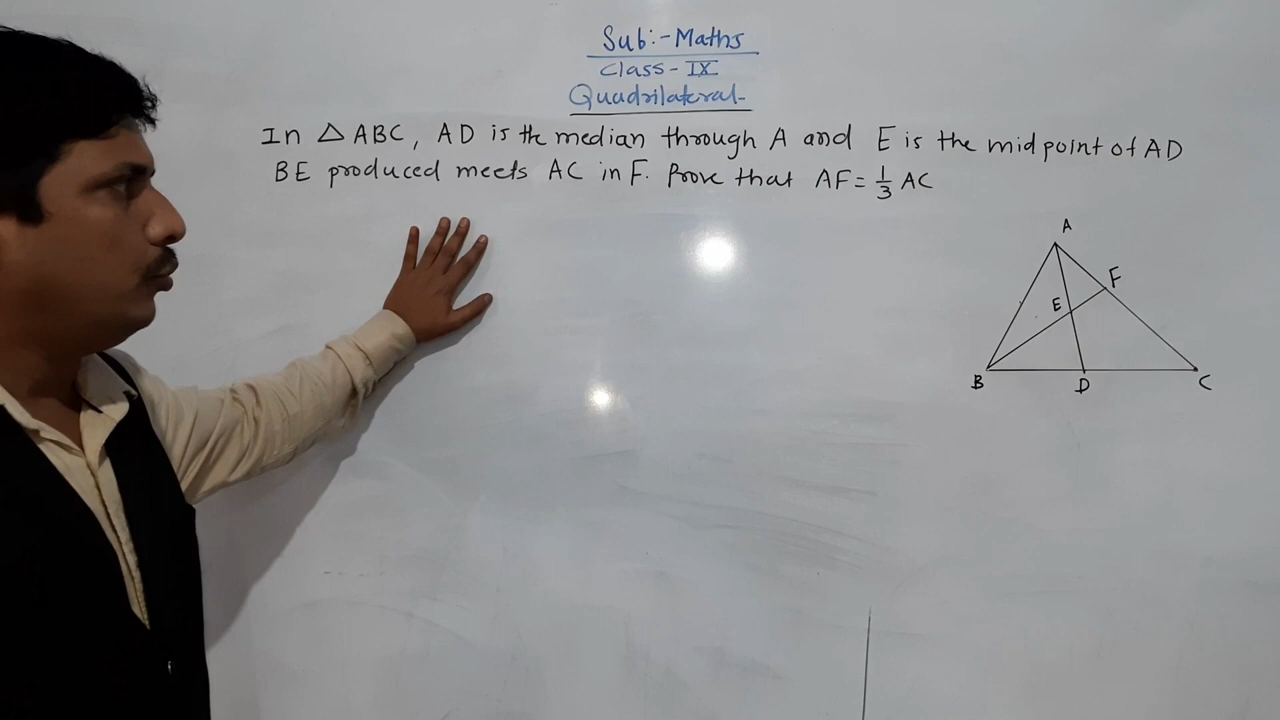 Sub:-Maths
Class-IX
Quadrilateral-
In △ ABC, AD is the median through A and E is the midpoint of AD
BE produced meets AC in F. Prove that AF = 1/3 AC
A
F
E
B
D
C